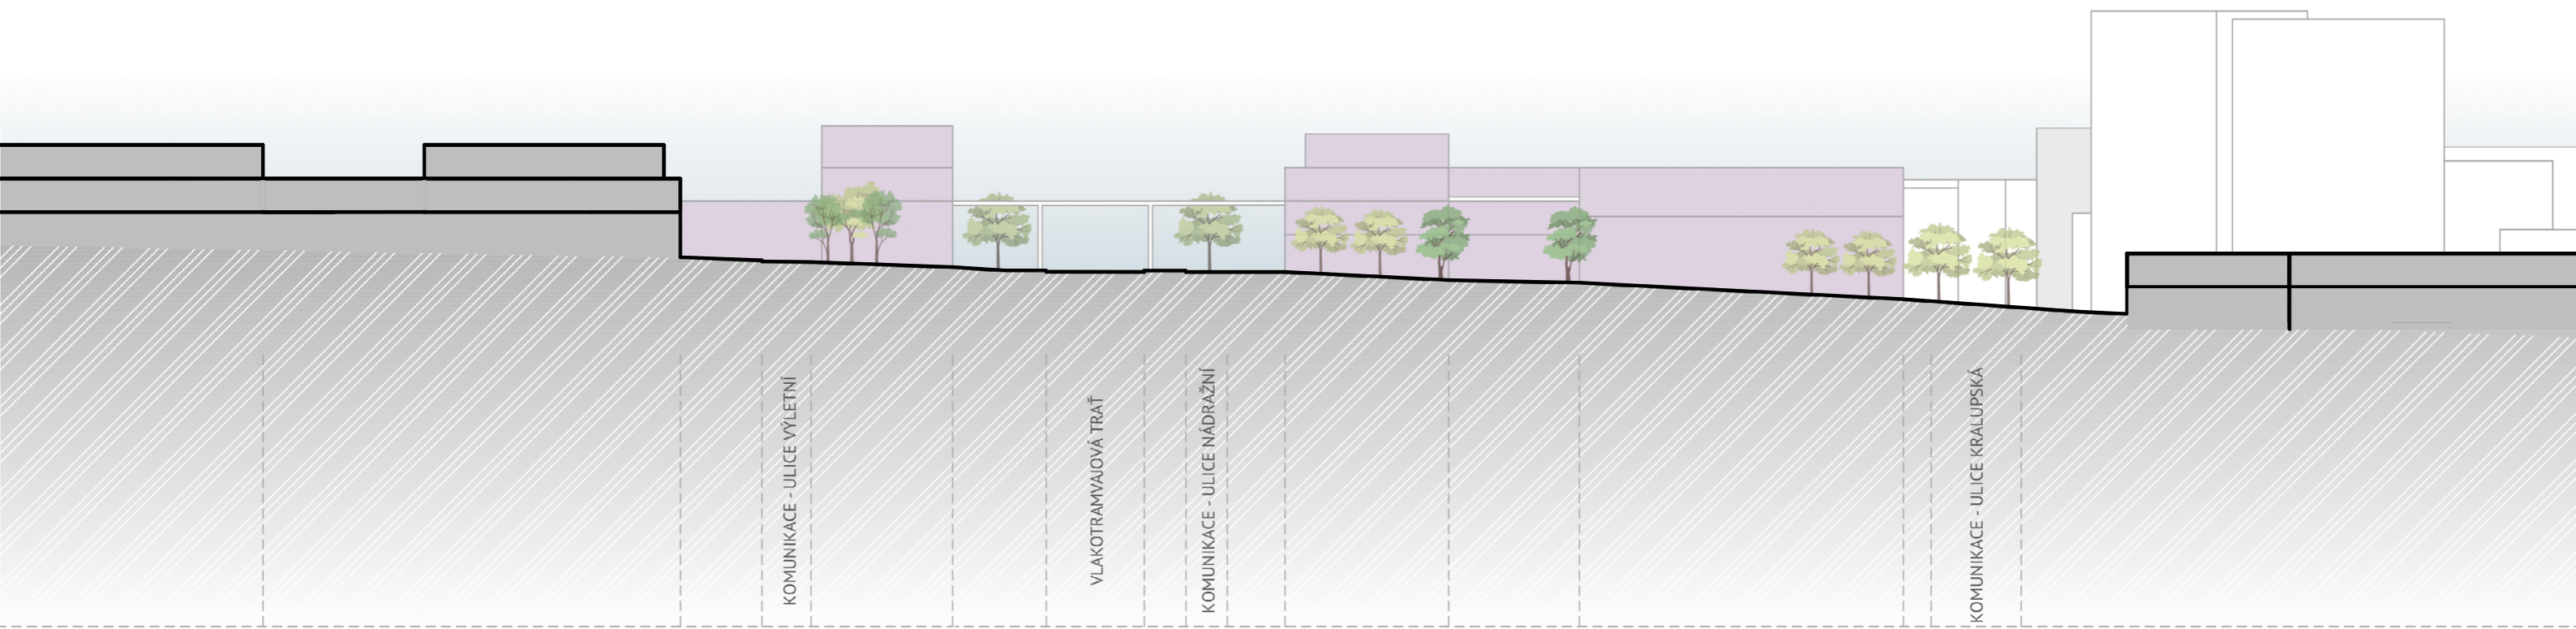 KOMUNIKACE - ULICE VÝLETNÍ
VLAKOTRAMVAJOVÁ TRAŤ
KOMUNIKACE - ULICE NÁDRAŽNÍ
KOMUNIKACE - ULICE KRALUPSKÁ